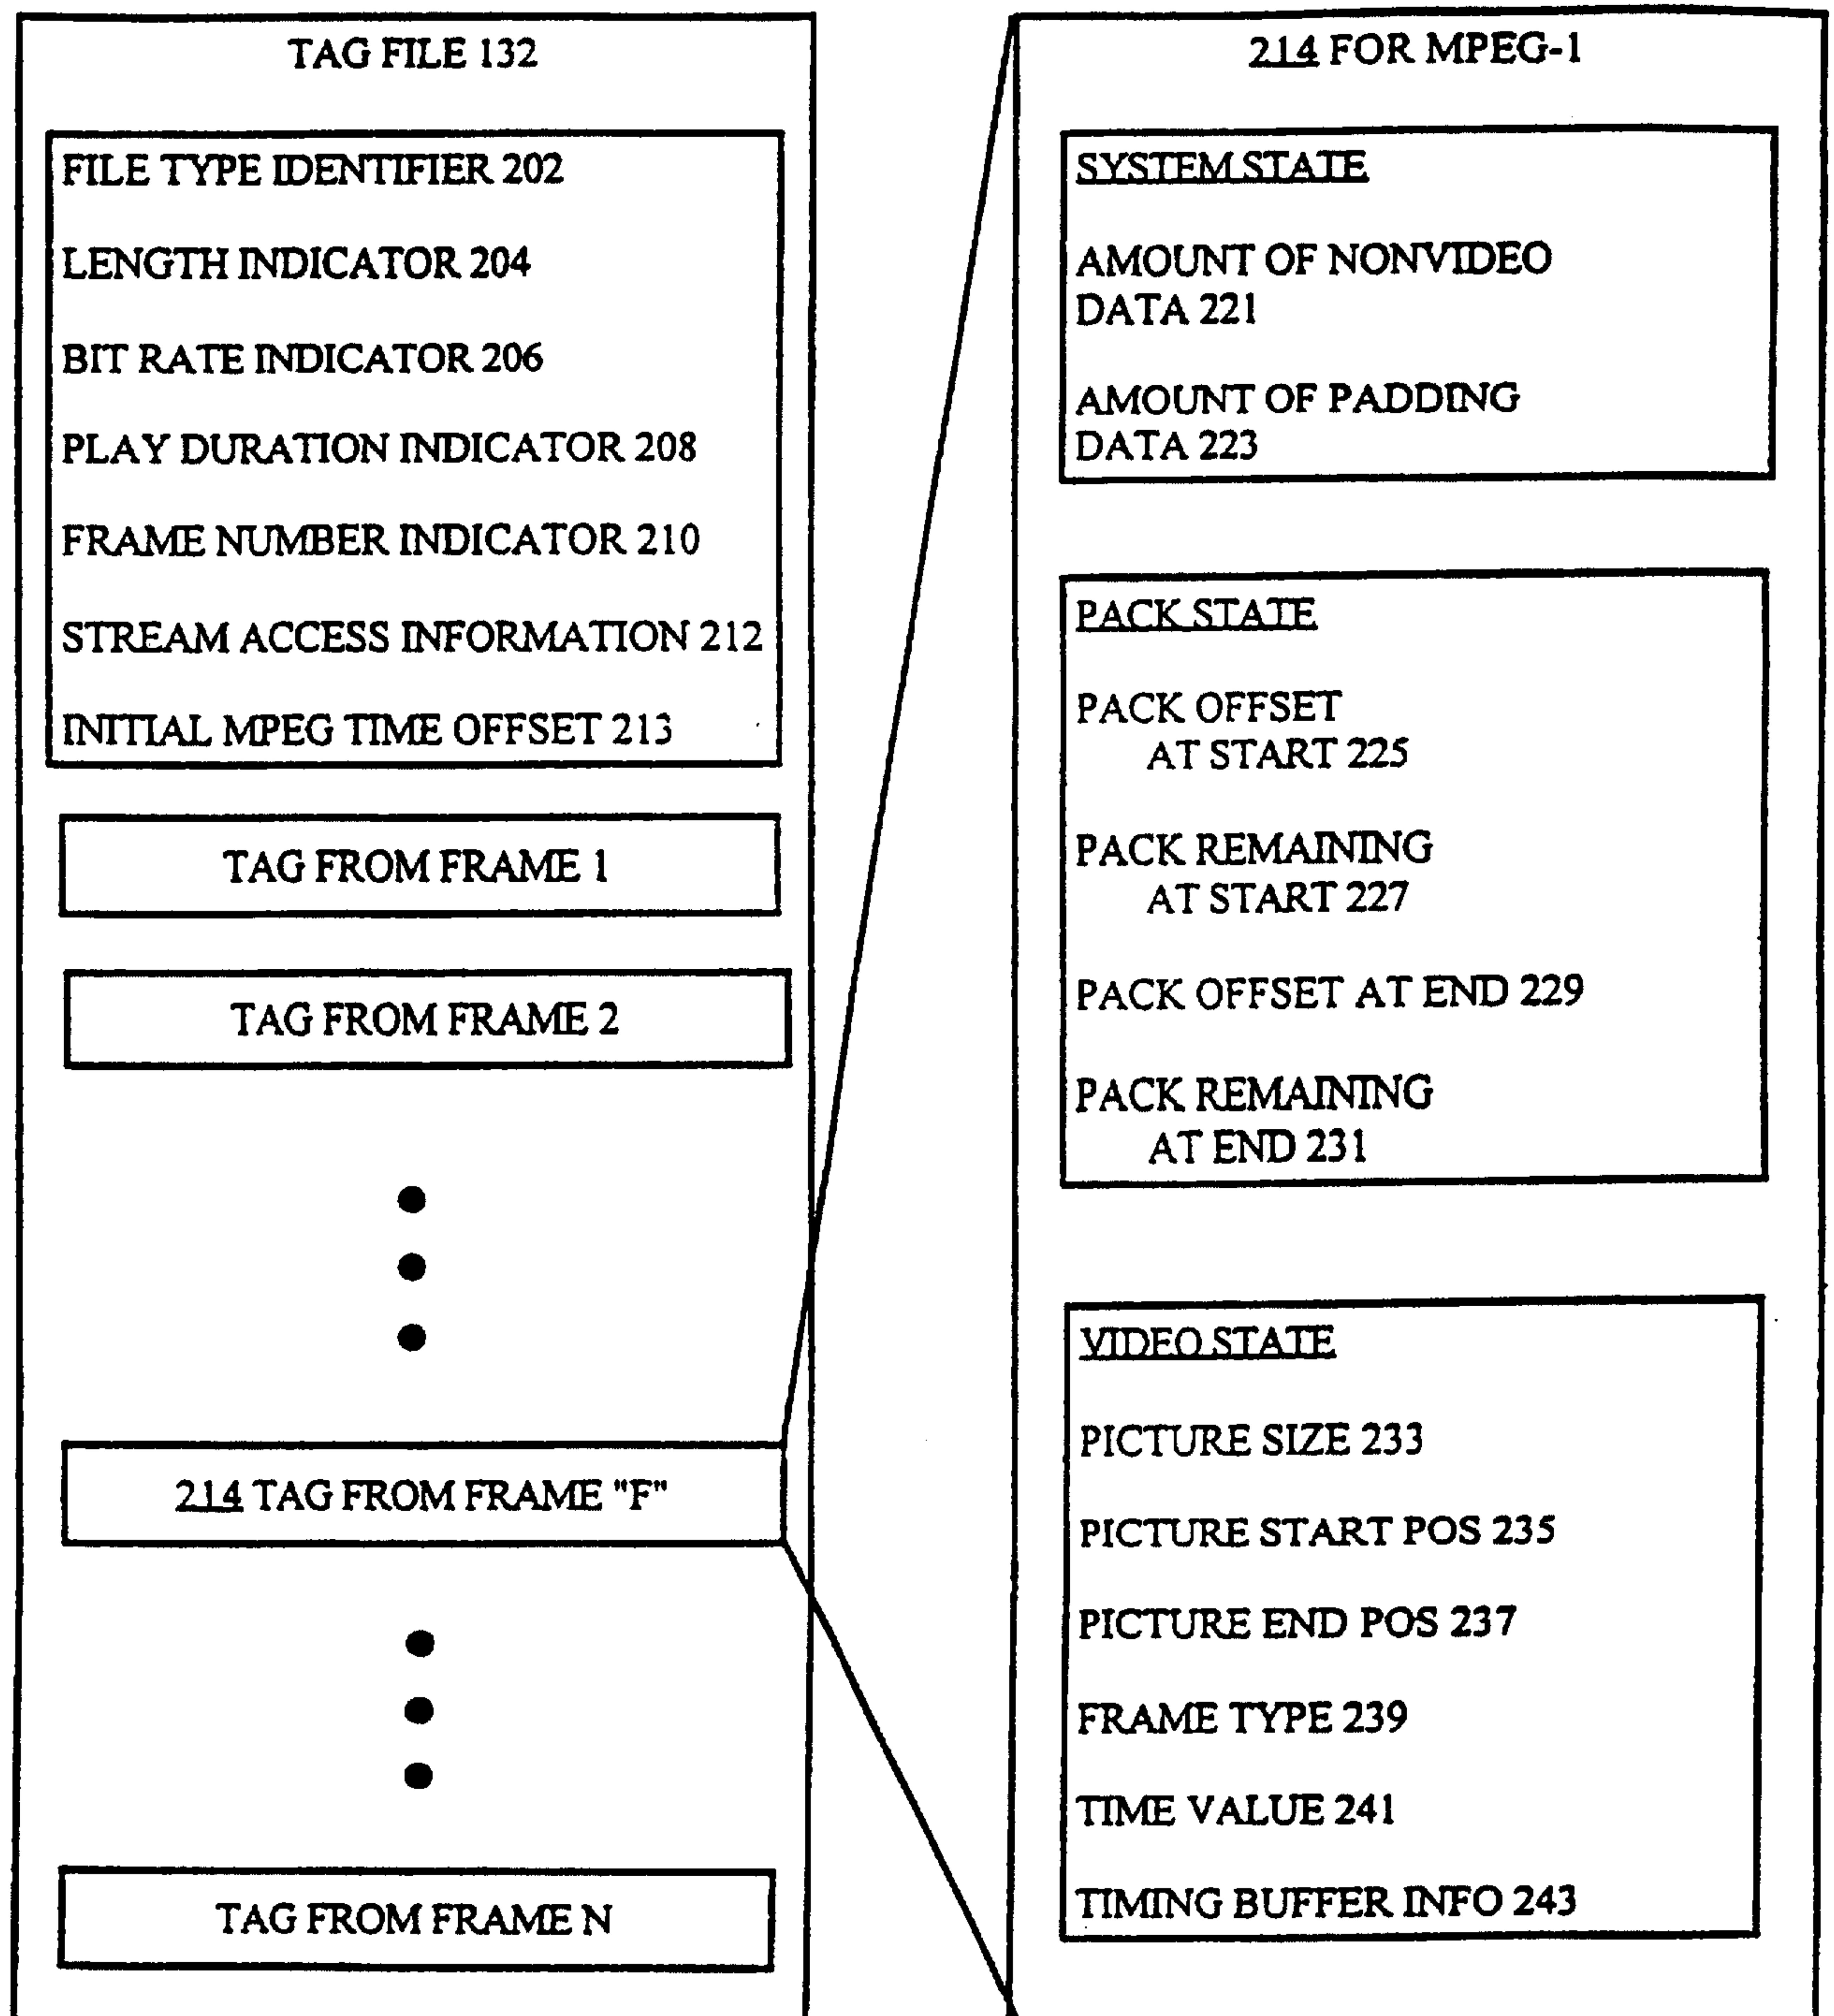 TAG FILE 132
FILE TYPE IDENTIFIER 202
LENGTH INDICATOR 204
BIT RATE INDICATOR 206
PLAY DURATION INDICATOR 208
FRAME NUMBER INDICATOR 210
STREAM ACCESS INFORMATION 212
INITIAL MPEG TIME OFFSET 213
TAG FROM FRAME 1
TAG FROM FRAME 2
214 TAG FROM FRAME "F"
TAG FROM FRAME N
214 FOR MPEG-1
SYSTEM STATE
AMOUNT OF NONVIDEO
DATA 221
AMOUNT OF PADDING
DATA 223
PACK STATE
PACK OFFSET
AT START 225
PACK REMAINING
AT START 227
PACK OFFSET AT END 229
PACK REMAINING
AT END 231
VIDEO STATE
PICTURE SIZE 233
PICTURE START POS 235
PICTURE END POS 237
FRAME TYPE 239
TIME VALUE 241
TIMING BUFFER INFO 243